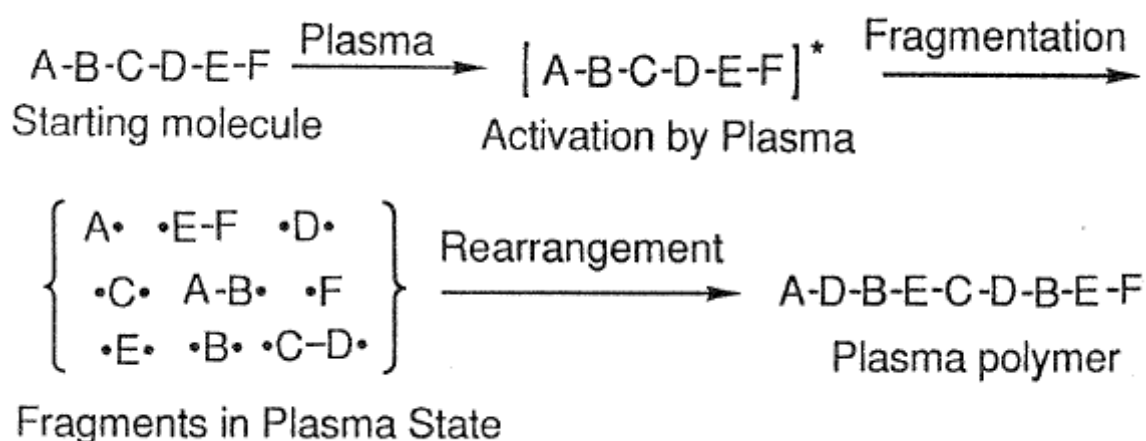 A-B-C-D-E-F Plasma [A-B-C-D-E-F]* Fragmentation
Starting molecule Activation by Plasma
A• •E-F •D•
•C• A-B• •F Rearrangement A-D-B-E-C-D-B-E-F
•E• •B• •C-D• Plasma polymer
Fragments in Plasma State